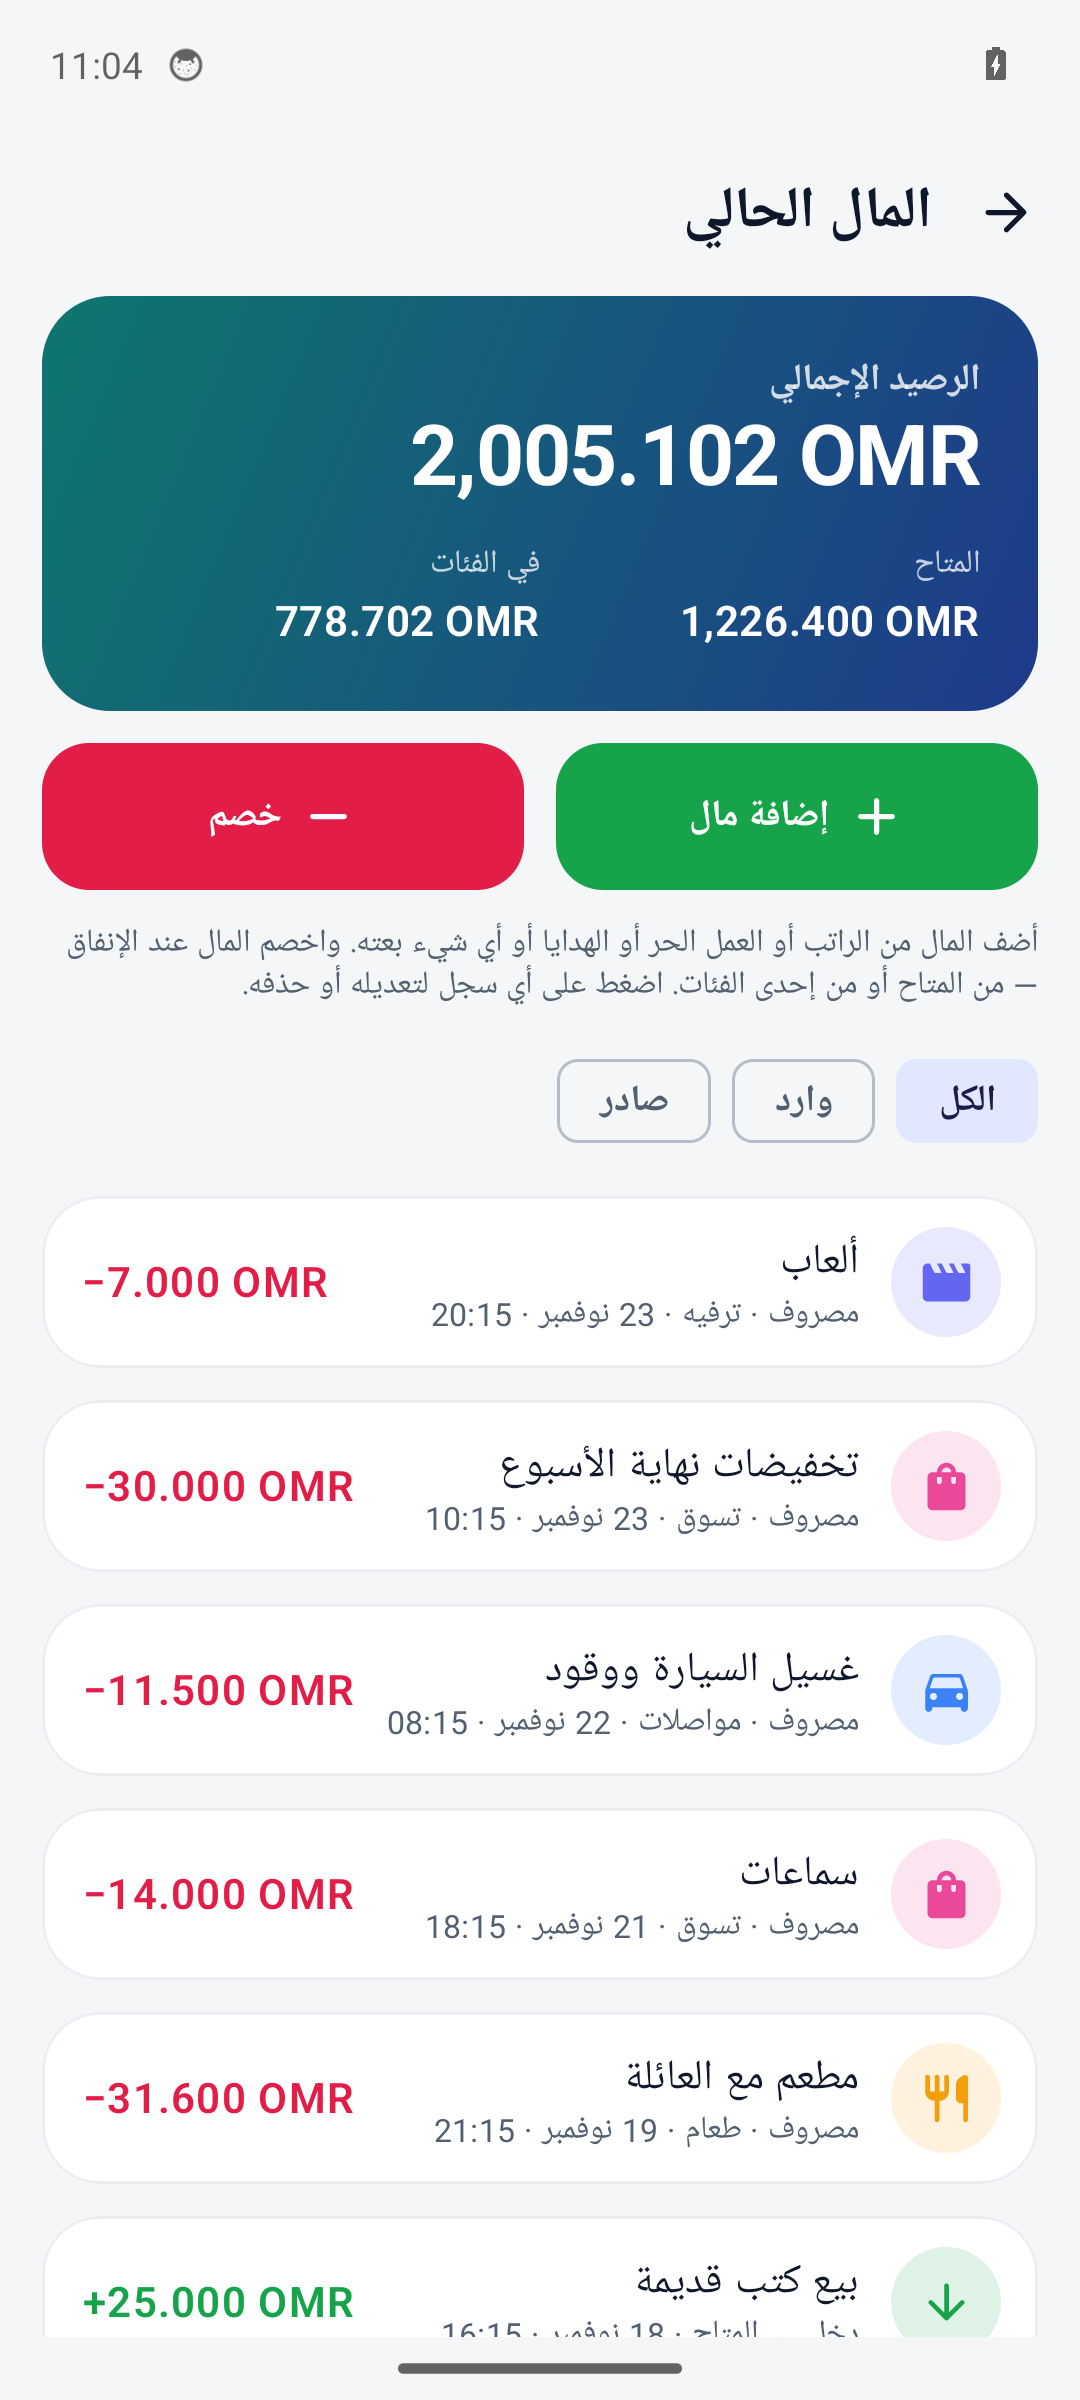 11:04
المال الحالي
الرصيد الإجمالي
2,005.102 OMR
المتاح
1,226.400 OMR
في الفئات
778.702 OMR
إضافة مال
خصم
أضف المال من الراتب أو العمل الحر أو الهدايا أو أي شيء بعته. واخصم المال عند الإنفاق
— من المتاح أو من إحدى الفئات. اضغط على أي سجل لتعديله أو حذفه.
الكل
وارد
صادر
ألعاب
مصروف · ترفيه · 23 نوفمبر · 20:15
−7.000 OMR
تخفيضات نهاية الأسبوع
مصروف · تسوق · 23 نوفمبر · 10:15
−30.000 OMR
غسيل السيارة ووقود
مصروف · مواصلات · 22 نوفمبر · 08:15
−11.500 OMR
سماعات
مصروف · تسوق · 21 نوفمبر · 18:15
−14.000 OMR
مطعم مع العائلة
مصروف · طعام · 19 نوفمبر · 21:15
−31.600 OMR
بيع كتب قديمة
المتاح · 18 نوفمبر · 16:15
+25.000 OMR